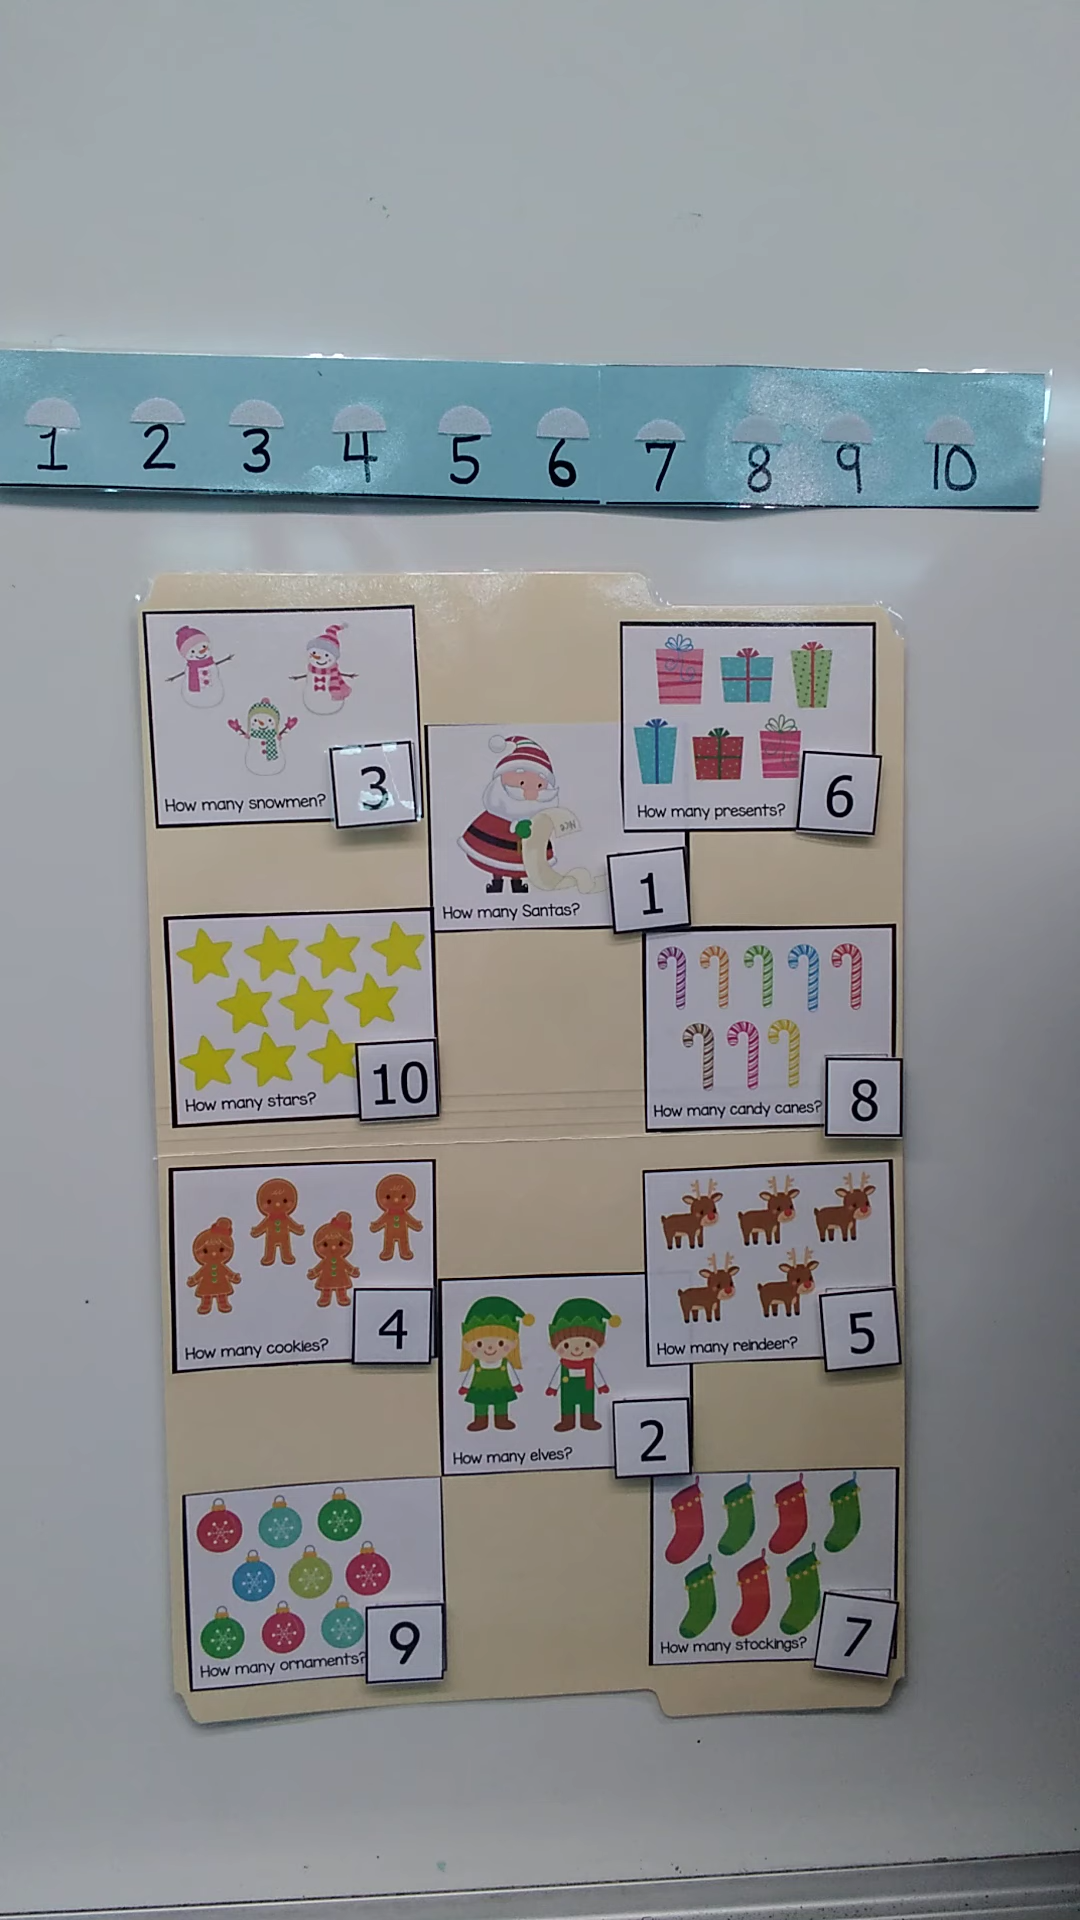 1 2 3 4 5 6 7 8 9 10
How many snowmen? 3
How many presents? 6
How many Santas? 1
How many stars? 10
How many candy canes? 8
How many cookies? 4
How many reindeer? 5
How many elves? 2
How many ornaments? 9
How many stockings? 7